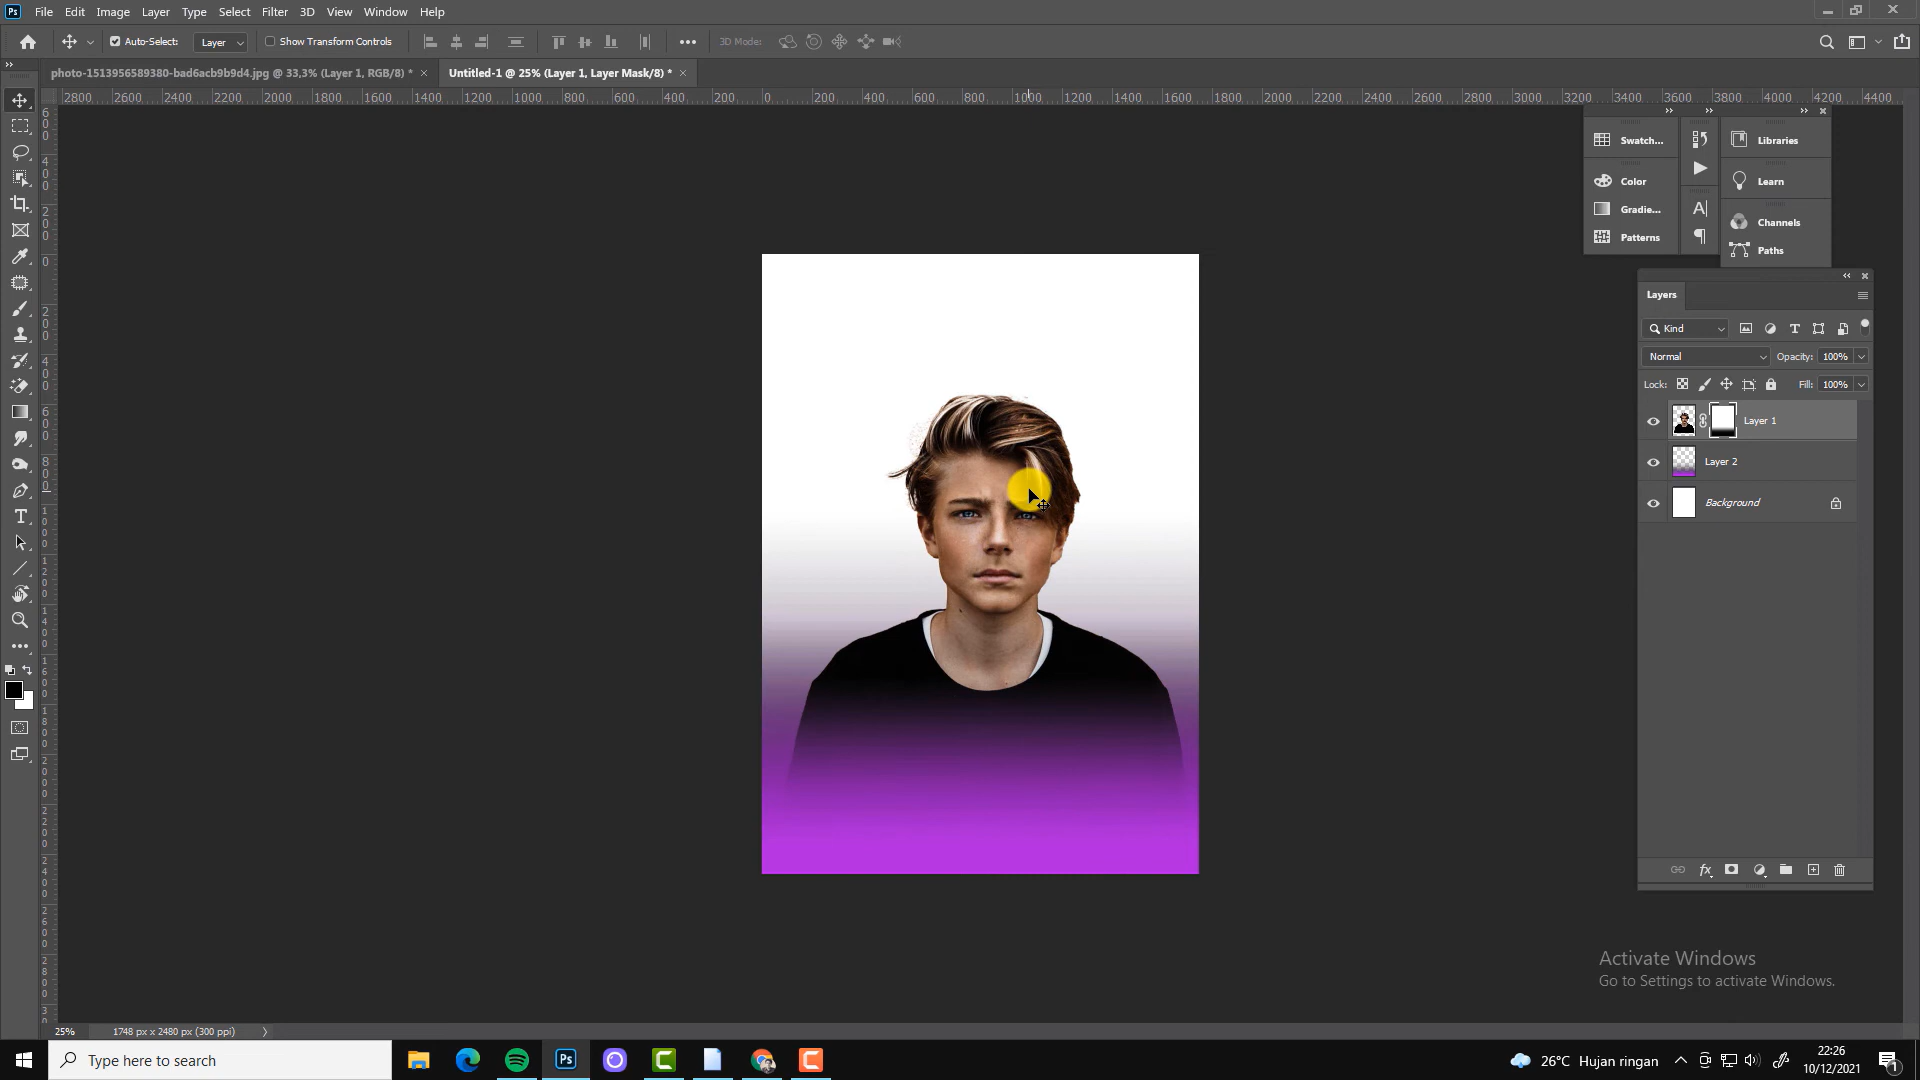 Ps File Edit Image Layer Type Select Filter 3D View Window Help
Auto-Select: Layer Show Transform Controls 3D Mode:
photo-1513956589380-bad6acb9b9d4.jpg @ 33,3% (Layer 1, RGB/8) * × Untitled-1 @ 25% (Layer 1, Layer Mask/8) * ×
2800 2600 2400 2200 2000 1800 1600 1400 1200 1000 800 600 400 200 0 200 400 600 800 1000 1200 1400 1600 1800 2000 2200 2400 2600 2800 3000 3200 3400 3600 3800 4000 4200 4400
Swatch...
Color
Gradie...
Patterns
Libraries
Learn
Channels
Paths
Layers
Kind
Normal Opacity: 100%
Lock: Fill: 100%
Layer 1
Layer 2
Background
fx
Activate Windows
Go to Settings to activate Windows.
25% 1748 px x 2480 px (300 ppi)
Type here to search
Ps
26°C Hujan ringan
22:26
10/12/2021
1